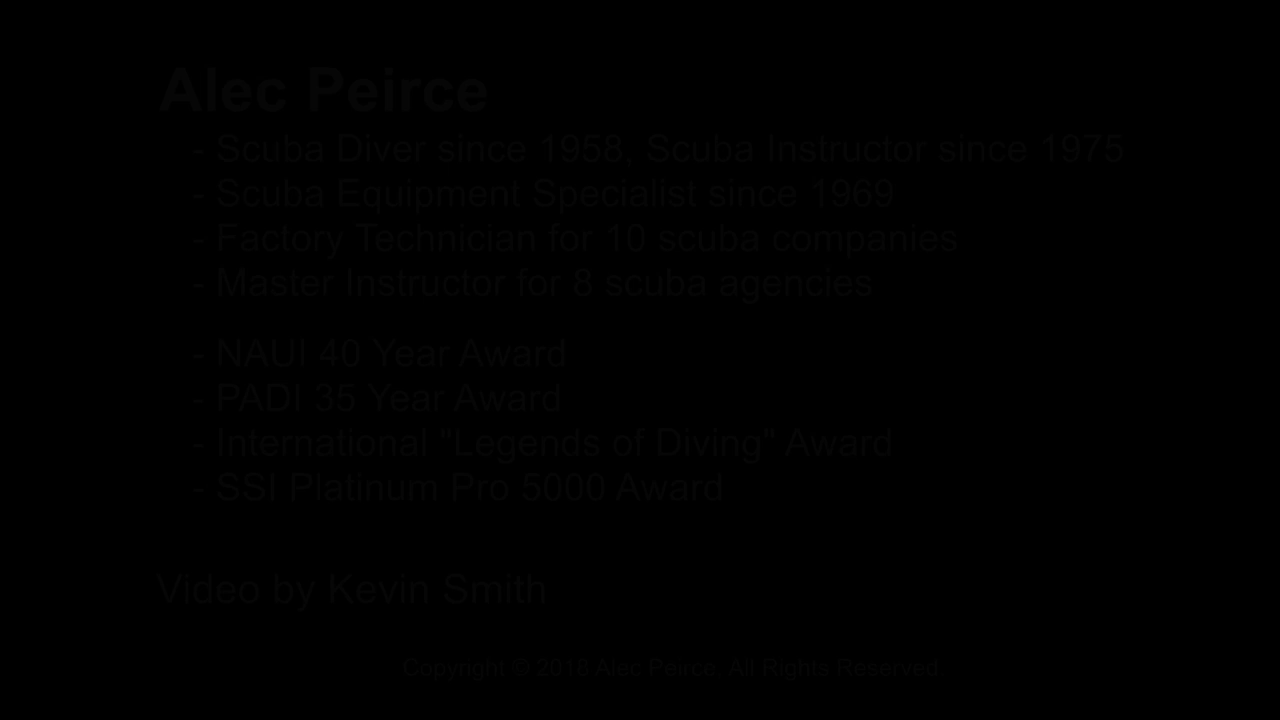 Alec Peirce
- Scuba Diver since 1958, Scuba Instructor since 1975
- Scuba Equipment Specialist since 1969
- Factory Technician for 10 scuba companies
- Master Instructor for 8 scuba agencies
- NAUI 40 Year Award
- PADI 35 Year Award
- International "Legends of Diving" Award
- SSI Platinum Pro 5000 Award
Video by Kevin Smith
Copyright © 2016 Alec Peirce. All Rights Reserved.